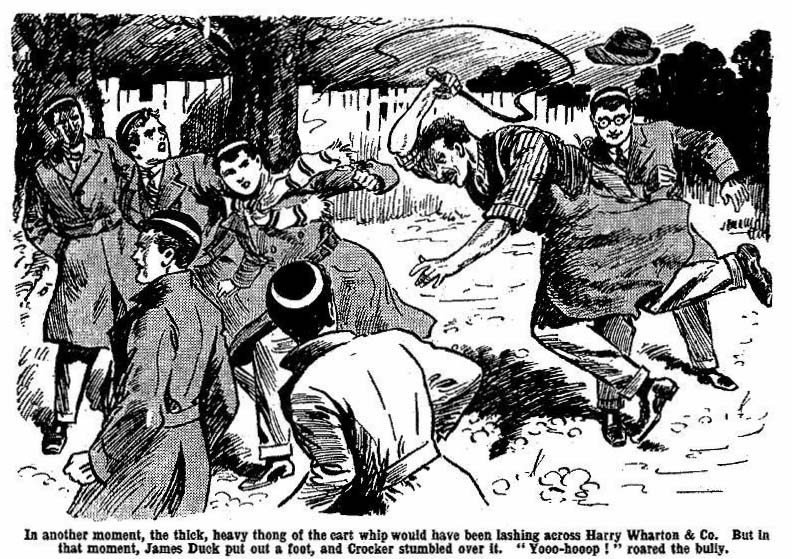 In another moment, the thick, heavy thong of the cart whip would have been lashing across Harry Wharton & Co. But in
that moment, James Duck put out a foot, and Crocker stumbled over it. " Yooo-hooop ! " roared the bully.